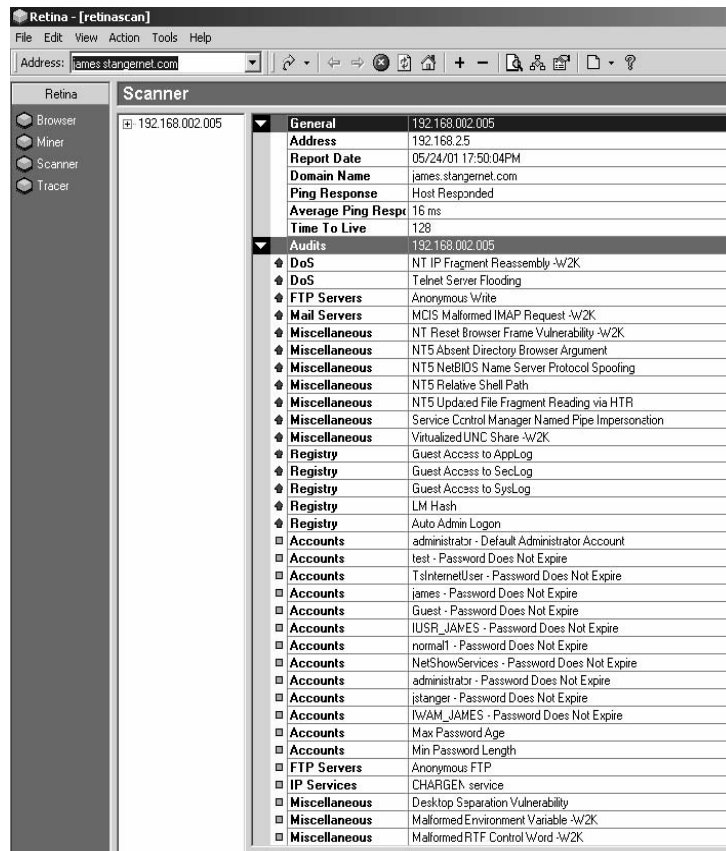 Retina - [retinascan]
File Edit View Action Tools Help
Address: james.stangernet.com
Retina
Scanner
Browser
Miner
Scanner
Tracer
192.168.002.005
General 192.168.002.005
Address 192.168.2.5
Report Date 05/24/01 17:50:04PM
Domain Name james.stangernet.com
Ping Response Host Responded
Average Ping Respo 16 ms
Time To Live 128
Audits 192.168.002.005
DoS NT IP Fragment Reassembly -W2K
DoS Telnet Server Flooding
FTP Servers Anonymous Write
Mail Servers MCIS Malformed IMAP Request -W2K
Miscellaneous NT Reset Browser Frame Vulnerability -W2K
Miscellaneous NT5 Absent Directory Browser Argument
Miscellaneous NT5 NetBIOS Name Server Protocol Spoofing
Miscellaneous NT5 Relative Shell Path
Miscellaneous NT5 Updated File Fragment Reading via HTR
Miscellaneous Service Control Manager Named Pipe Impersonation
Miscellaneous Virtualized UNC Share -W2K
Registry Guest Access to AppLog
Registry Guest Access to SecLog
Registry Guest Access to SysLog
Registry LM Hash
Registry Auto Admin Logon
Accounts administrator - Default Administrator Account
Accounts test - Password Does Not Expire
Accounts TsInternetUser - Password Does Not Expire
Accounts james - Password Does Not Expire
Accounts Guest - Password Does Not Expire
Accounts IUSR_JAMES - Password Does Not Expire
Accounts normal1 - Password Does Not Expire
Accounts NetShowServices - Password Does Not Expire
Accounts administrator - Password Does Not Expire
Accounts jstanger - Password Does Not Expire
Accounts IWAM_JAMES - Password Does Not Expire
Accounts Max Password Age
Accounts Min Password Length
FTP Servers Anonymous FTP
IP Services CHARGEN service
Miscellaneous Desktop Separation Vulnerability
Miscellaneous Malformed Environment Variable -W2K
Miscellaneous Malformed RTF Control Word -W2K